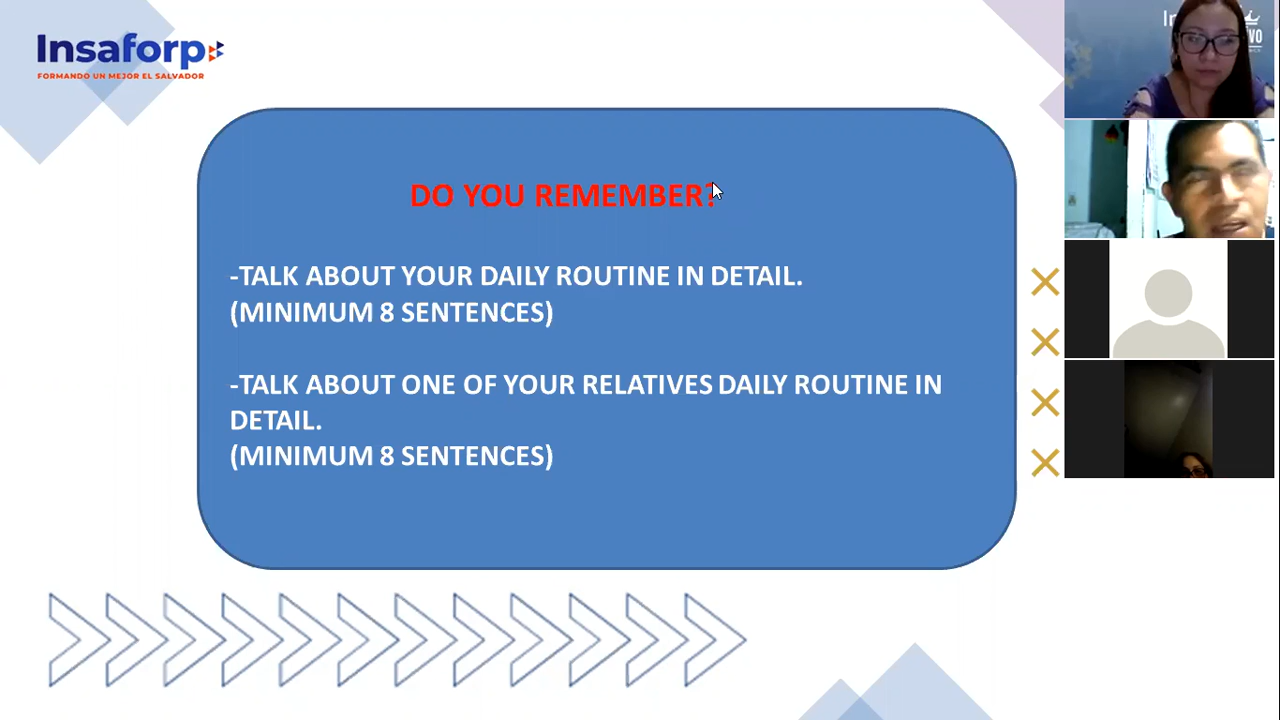 Insaforp
FORMANDO UN MEJOR EL SALVADOR
DO YOU REMEMBER?
-TALK ABOUT YOUR DAILY ROUTINE IN DETAIL.
(MINIMUM 8 SENTENCES)
-TALK ABOUT ONE OF YOUR RELATIVES DAILY ROUTINE IN
DETAIL.
(MINIMUM 8 SENTENCES)